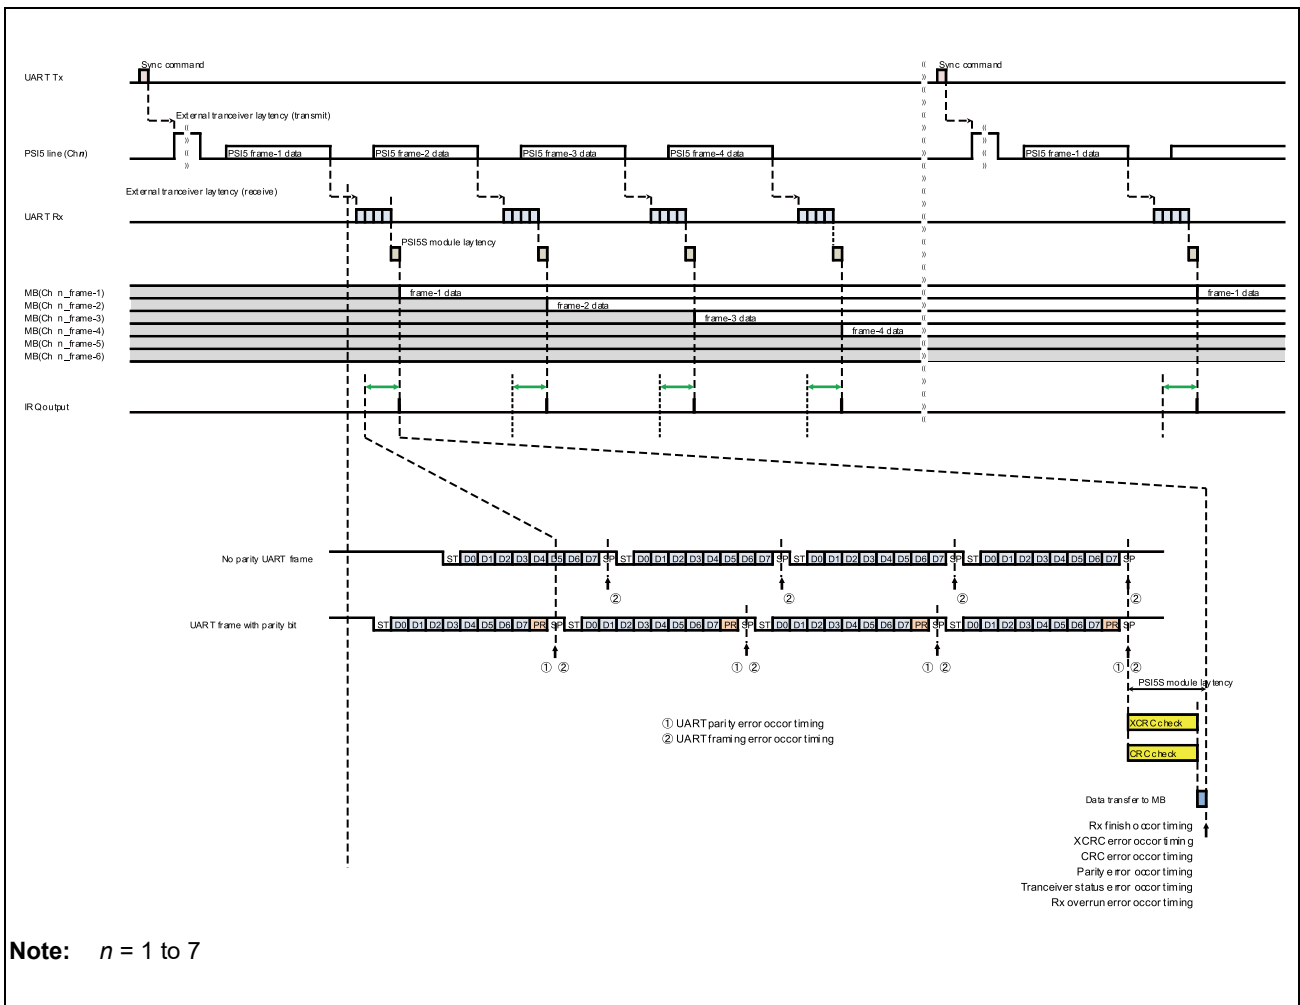 Sync command
Sync command
UART Tx
External tranceiver laytency (transmit)
PSI5 line (Chn)
PSI5 frame-1 data
PSI5 frame-2 data
PSI5 frame-3 data
PSI5 frame-4 data
PSI5 frame-1 data
External tranceiver laytency (receive)
UART Rx
PSI5S module laytency
MB(Ch n_frame-1)
frame-1 data
frame-1 data
MB(Ch n_frame-2)
frame-2 data
MB(Ch n_frame-3)
frame-3 data
MB(Ch n_frame-4)
frame-4 data
MB(Ch n_frame-5)
MB(Ch n_frame-6)
IRQ output
No parity UART frame
ST D0 D1 D2 D3 D4 D5 D6 D7 SP ST D0 D1 D2 D3 D4 D5 D6 D7 SP ST D0 D1 D2 D3 D4 D5 D6 D7 SP ST D0 D1 D2 D3 D4 D5 D6 D7 SP
② ② ② ②
UART frame with parity bit
ST D0 D1 D2 D3 D4 D5 D6 D7 PR SP ST D0 D1 D2 D3 D4 D5 D6 D7 PR SP ST D0 D1 D2 D3 D4 D5 D6 D7 PR SP ST D0 D1 D2 D3 D4 D5 D6 D7 PR SP
① ② ① ② ① ② ① ②
PSI5S module laytency
① UART parity error occor timing
② UART framing error occor timing
XCRC check
CRC check
Data transfer to MB
Rx finish occor timing
XCRC error occor timing
CRC error occor timing
Parity error occor timing
Tranceiver status error occor timing
Rx overrun error occor timing
Note: n = 1 to 7